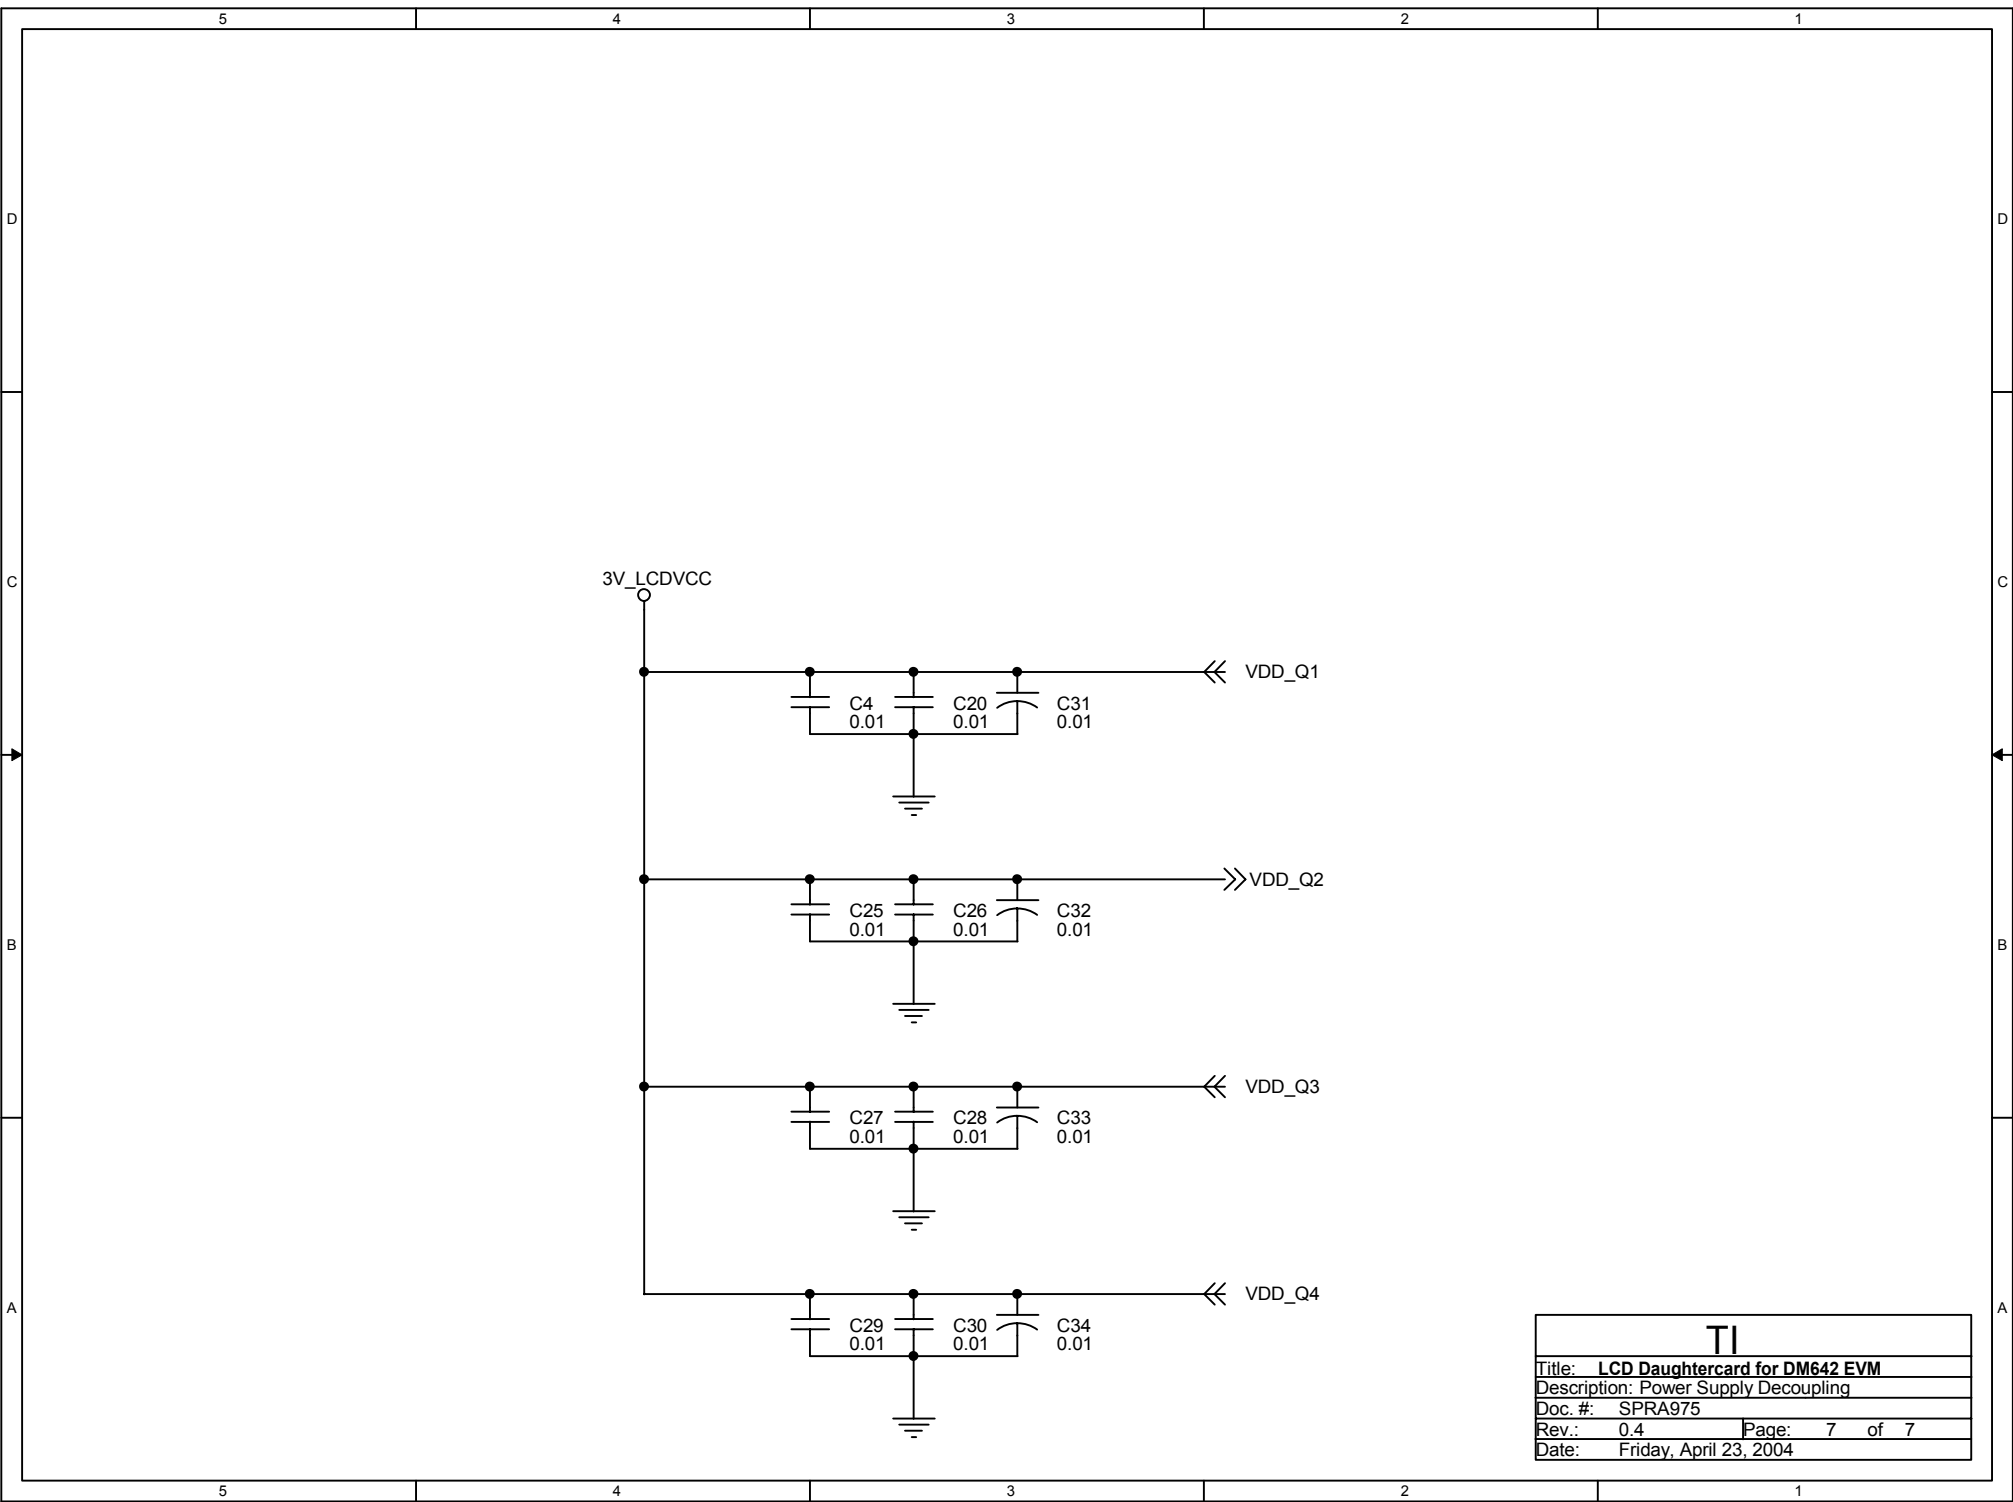 5 4 3 2 1
D D
C C
3V_LCDVCC
VDD_Q1
C4 C20 C31
0.01 0.01 0.01
VDD_Q2
C25 C26 C32
0.01 0.01 0.01
B B
VDD_Q3
C27 C28 C33
0.01 0.01 0.01
VDD_Q4
A A
C29 C30 C34
0.01 0.01 0.01
TI
Title: LCD Daughtercard for DM642 EVM
Description: Power Supply Decoupling
Doc. #: SPRA975
Rev.: 0.4 Page: 7 of 7
Date: Friday, April 23, 2004
5 4 3 2 1